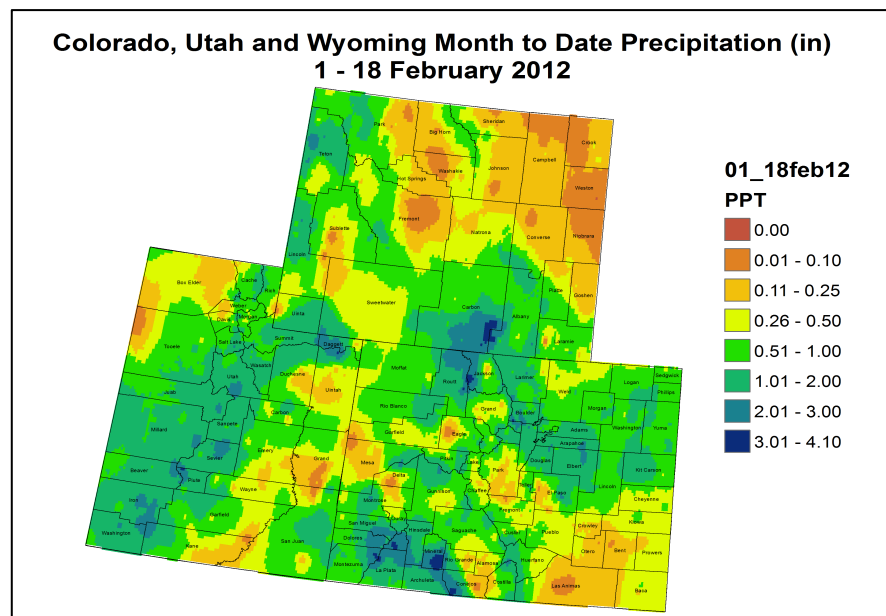 Colorado, Utah and Wyoming Month to Date Precipitation (in)
1 - 18 February 2012
01_18feb12
PPT
0.00
0.01 - 0.10
0.11 - 0.25
0.26 - 0.50
0.51 - 1.00
1.01 - 2.00
2.01 - 3.00
3.01 - 4.10
Park
Sheridan
Big Horn
Crook
Teton
Campbell
Washakie
Johnson
Hot Springs
Weston
Fremont
Sublette
Natrona
Converse
Niobrara
Lincoln
Platte
Goshen
Sweetwater
Carbon
Albany
Uinta
Laramie
Box Elder
Cache
Rich
Weber
Davis
Morgan
Salt Lake
Summit
Daggett
Tooele
Wasatch
Duchesne
Utah
Uintah
Juab
Carbon
Millard
Sanpete
Emery
Grand
Sevier
Beaver
Piute
Wayne
Iron
Garfield
Washington
Kane
San Juan
Moffat
Routt
Jackson
Larimer
Weld
Logan
Sedgwick
Phillips
Rio Blanco
Grand
Boulder
Morgan
Garfield
Eagle
Adams
Washington
Yuma
Arapahoe
Mesa
Pitkin
Lake
Park
Douglas
Elbert
Kit Carson
Delta
Gunnison
Chaffee
Teller
El Paso
Lincoln
Cheyenne
Montrose
Fremont
Ouray
San Miguel
Hinsdale
Saguache
Custer
Pueblo
Crowley
Kiowa
Dolores
Mineral
Rio Grande
Alamosa
Huerfano
Otero
Bent
Prowers
Montezuma
La Plata
Archuleta
Conejos
Costilla
Las Animas
Baca